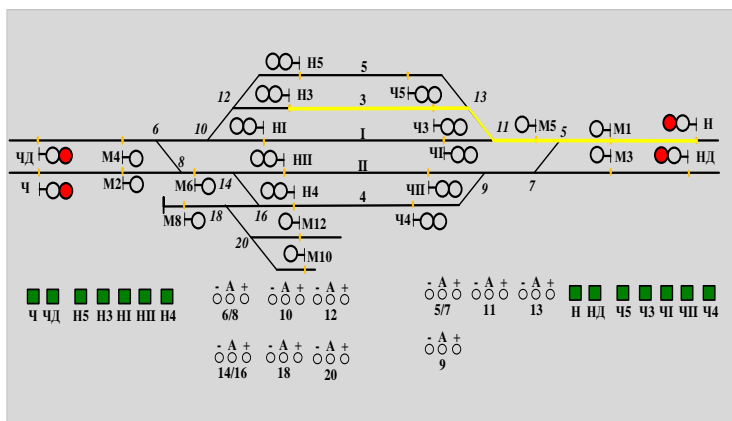 Н5
5
12
Н3
3
Ч5
13
6
10
НI
I
Ч3
11
М5
5
М1
Н
ЧД
М4
8
НII
II
ЧI
М3
НД
Ч
М2
М6
14
Н4
4
ЧII
9
7
М8
18
16
М12
Ч4
20
М10
Ч ЧД Н5 Н3 НI НII Н4
- А + - А + - А +
6/8 10 12
- А + - А + - А +
14/16 18 20
- А + - А + - А +
5/7 11 13
- А +
9
Н НД Ч5 Ч3 ЧI ЧII Ч4